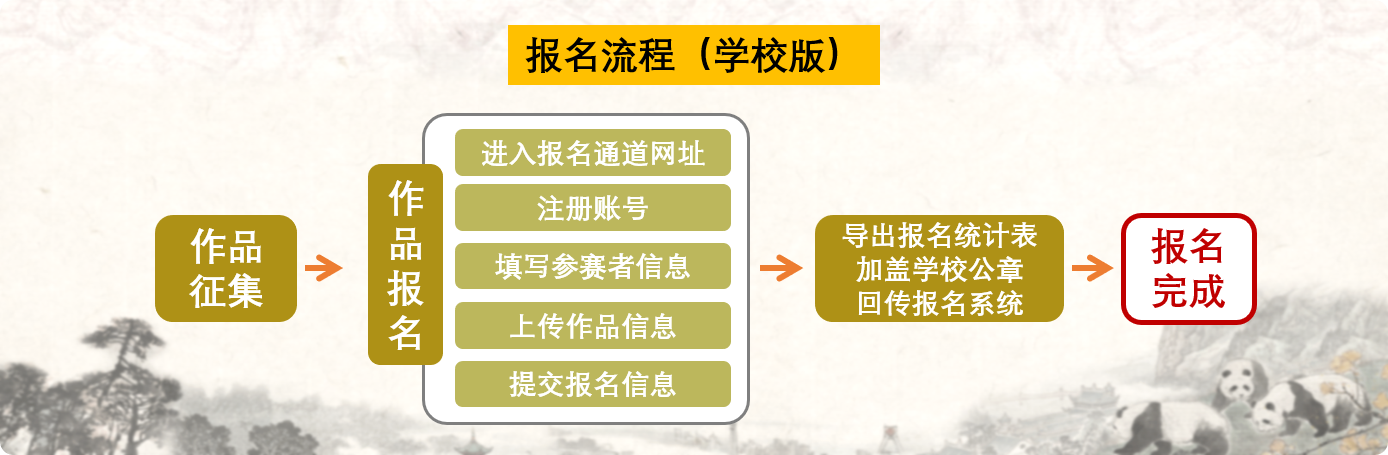 报名流程（学校版）
作品
征集
作
品
报
名
进入报名通道网址
注册账号
填写参赛者信息
上传作品信息
提交报名信息
导出报名统计表
加盖学校公章
回传报名系统
报名
完成